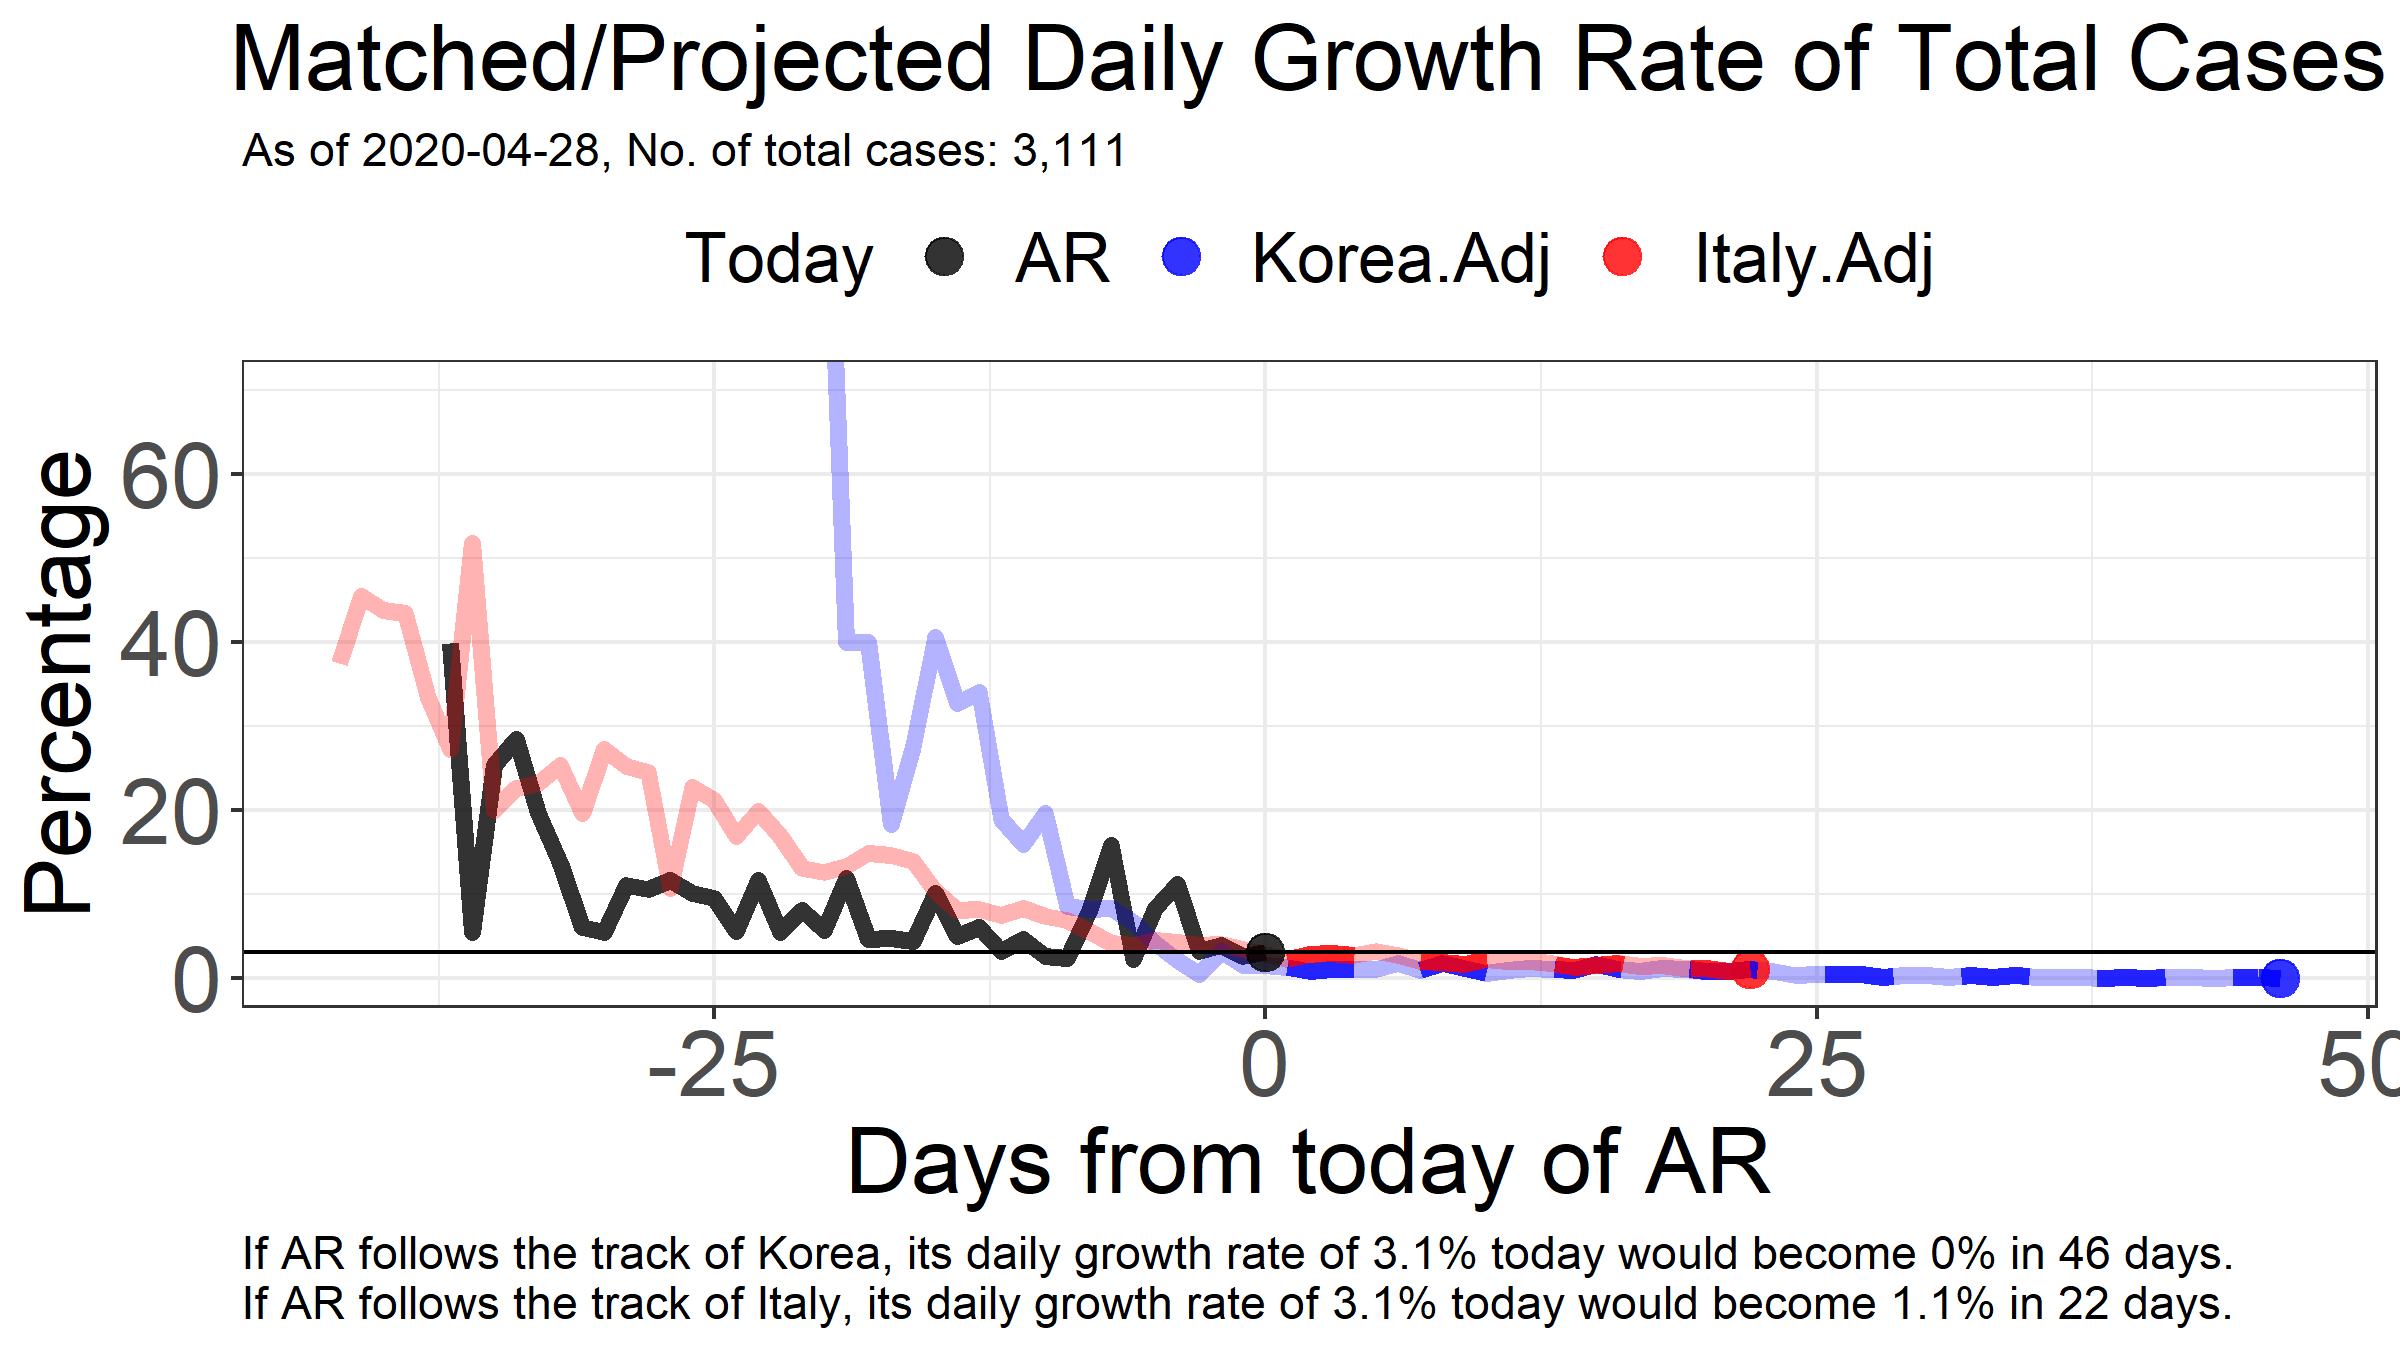 Matched/Projected Daily Growth Rate of Total Cases
As of 2020-04-28, No. of total cases: 3,111
Today AR Korea.Adj Italy.Adj
Percentage
60
40
20
0
-25 0 25 50
Days from today of AR
If AR follows the track of Korea, its daily growth rate of 3.1% today would become 0% in 46 days.
If AR follows the track of Italy, its daily growth rate of 3.1% today would become 1.1% in 22 days.